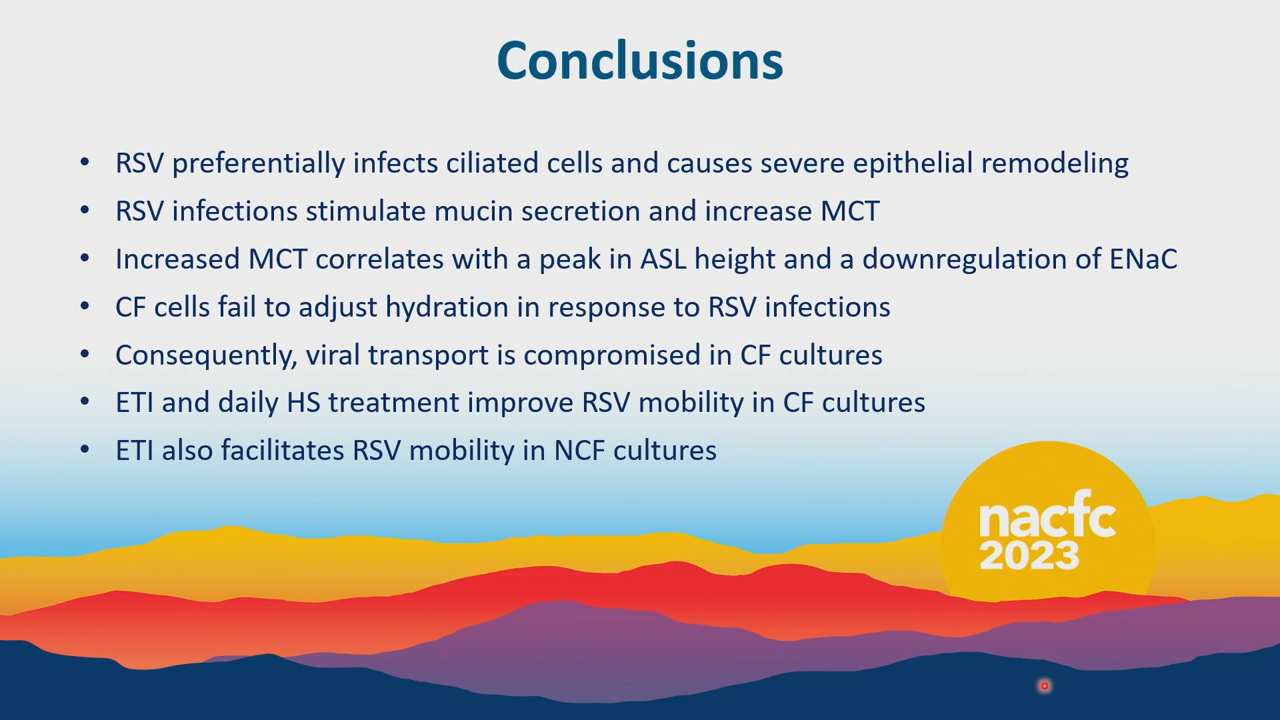 Conclusions
• RSV preferentially infects ciliated cells and causes severe epithelial remodeling
• RSV infections stimulate mucin secretion and increase MCT
• Increased MCT correlates with a peak in ASL height and a downregulation of ENaC
• CF cells fail to adjust hydration in response to RSV infections
• Consequently, viral transport is compromised in CF cultures
• ETI and daily HS treatment improve RSV mobility in CF cultures
• ETI also facilitates RSV mobility in NCF cultures
nacfc
2023